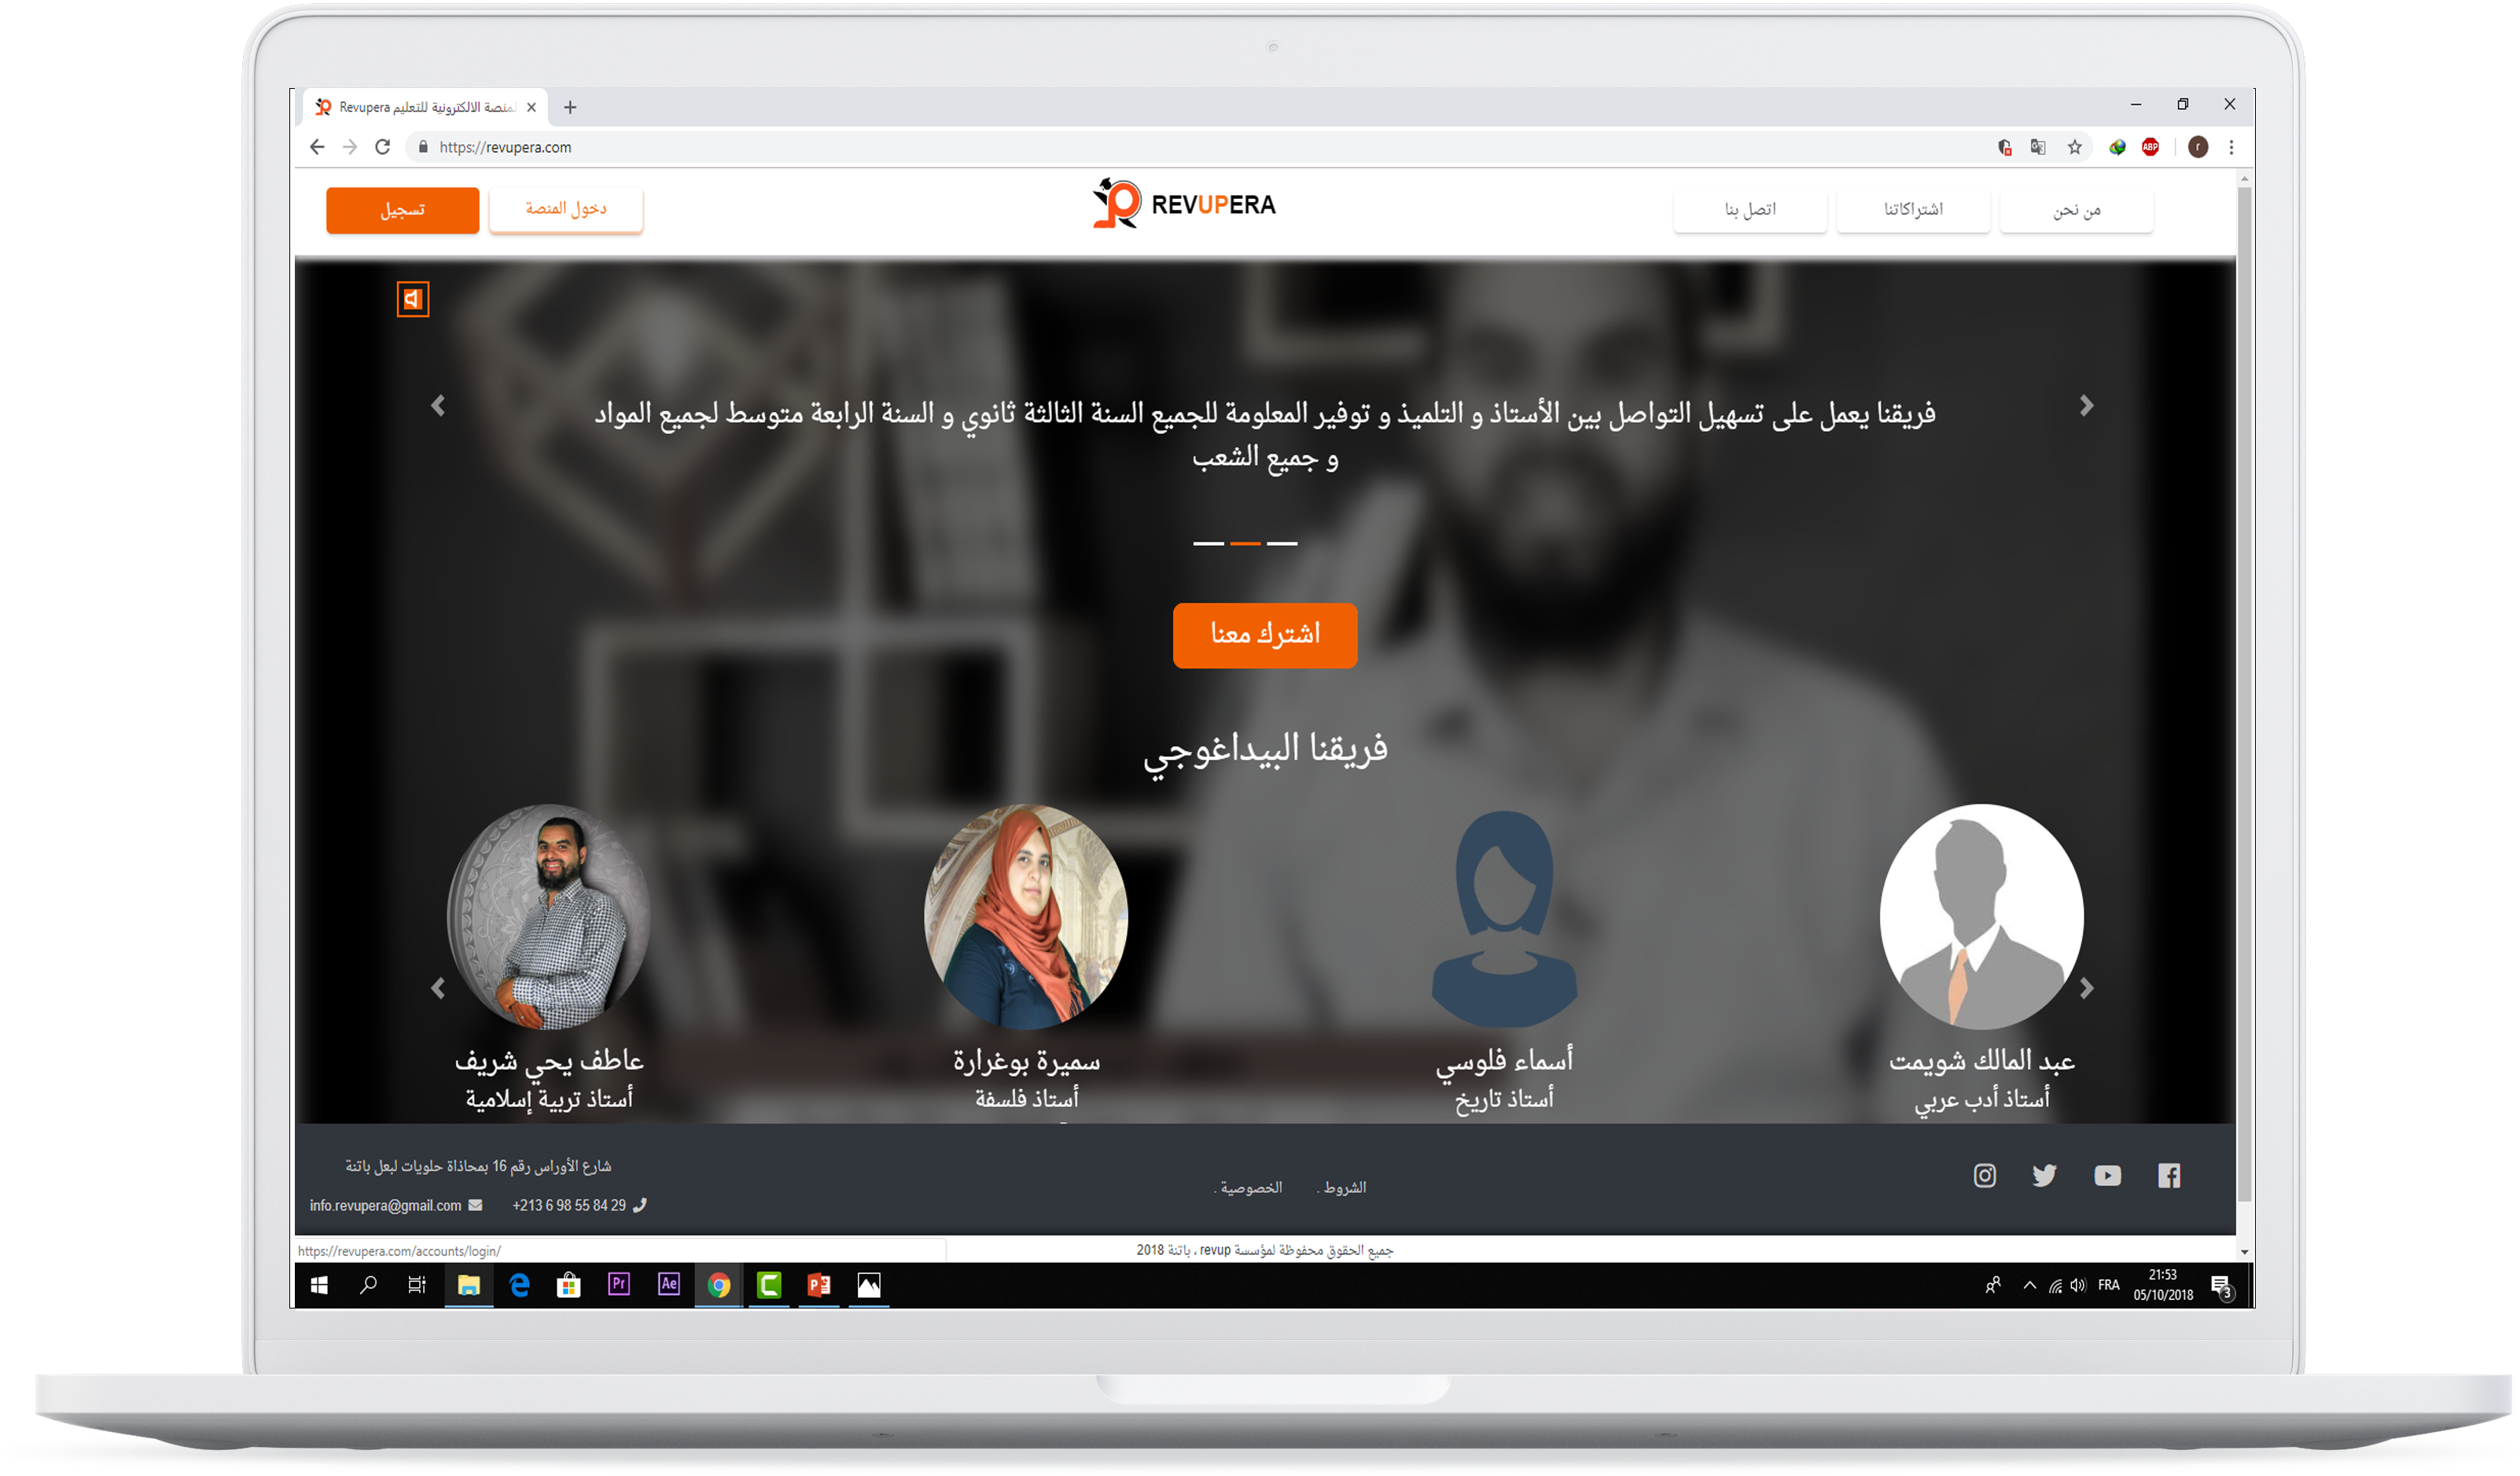 Revupera المنصة الالكترونية للتعليم
https://revupera.com
ABP
r
من نحن
اشتراكاتنا
اتصل بنا
REVUPERA
دخول المنصة
تسجيل
فريقنا يعمل على تسهيل التواصل بين الأستاذ و التلميذ و توفير المعلومة للجميع السنة الثالثة ثانوي و السنة الرابعة متوسط لجميع المواد
و جميع الشعب
اشترك معنا
فريقنا البيداغوجي
عبد المالك شويمت
أستاذ أدب عربي
أسماء فلوسي
أستاذ تاريخ
سميرة بوغرارة
أستاذ فلسفة
عاطف يحي شريف
أستاذ تربية إسلامية
الشروط .
الخصوصية .
شارع الأوراس رقم 16 بمحاذاة حلويات لبعل باتنة
+213 6 98 55 84 29
info.revupera@gmail.com
https://revupera.com/accounts/login/
جميع الحقوق محفوظة لمؤسسة revup ، باتنة 2018
Pr
Ae
FRA
21:53
05/10/2018
3